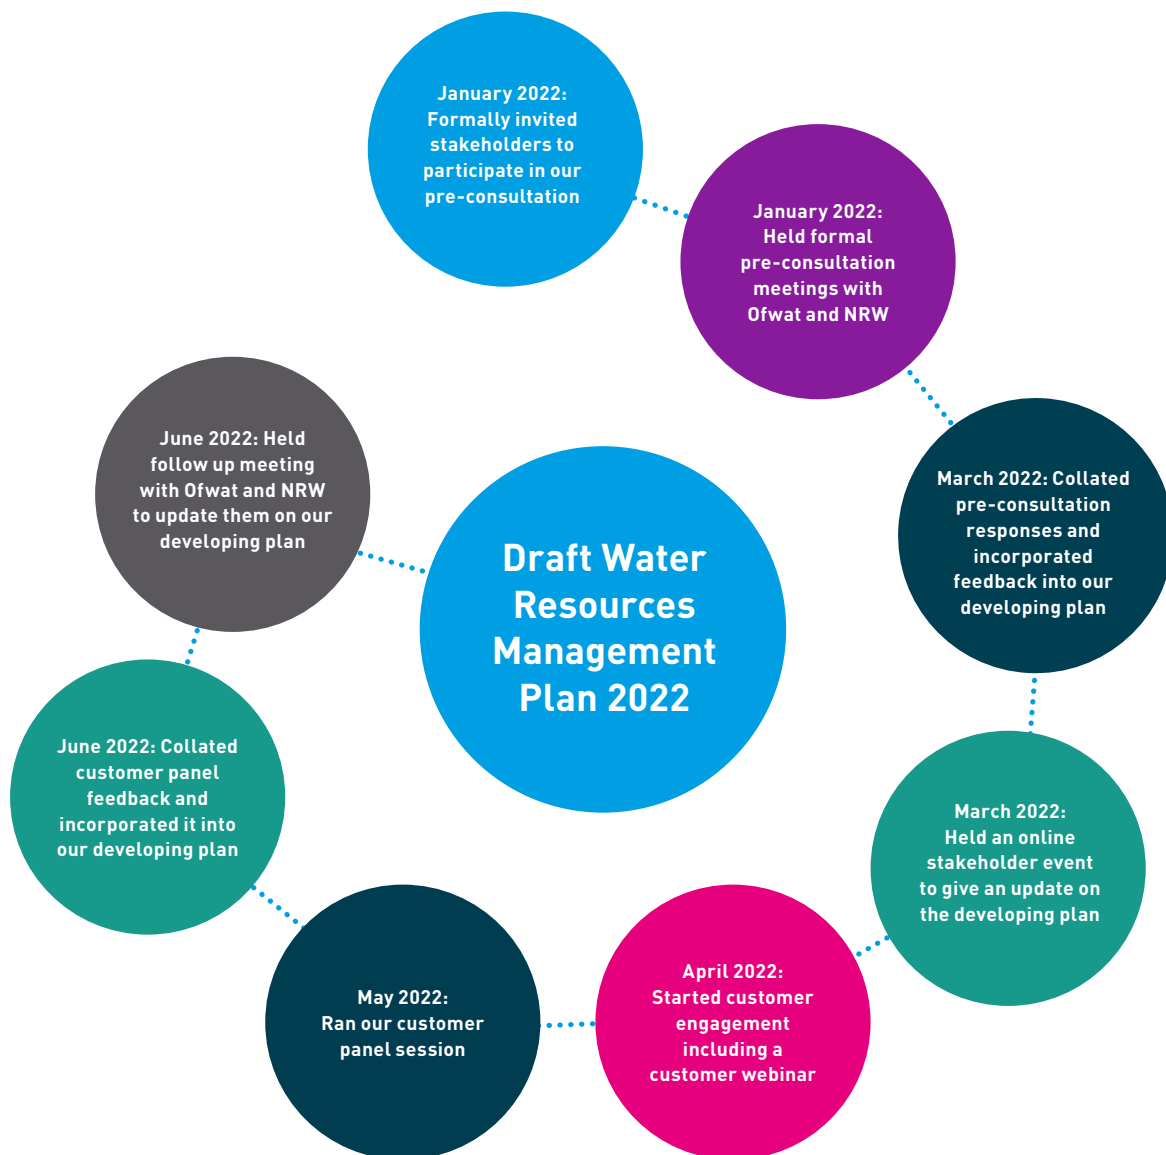 January 2022:
Formally invited
stakeholders to
participate in our
pre-consultation
January 2022:
Held formal
pre-consultation
meetings with
Ofwat and NRW
March 2022: Collated
pre-consultation
responses and
incorporated
feedback into our
developing plan
March 2022:
Held an online
stakeholder event
to give an update on
the developing plan
April 2022:
Started customer
engagement
including a
customer webinar
May 2022:
Ran our customer
panel session
June 2022: Collated
customer panel
feedback and
incorporated it into
our developing plan
June 2022: Held
follow up meeting
with Ofwat and NRW
to update them on our
developing plan
Draft Water
Resources
Management
Plan 2022